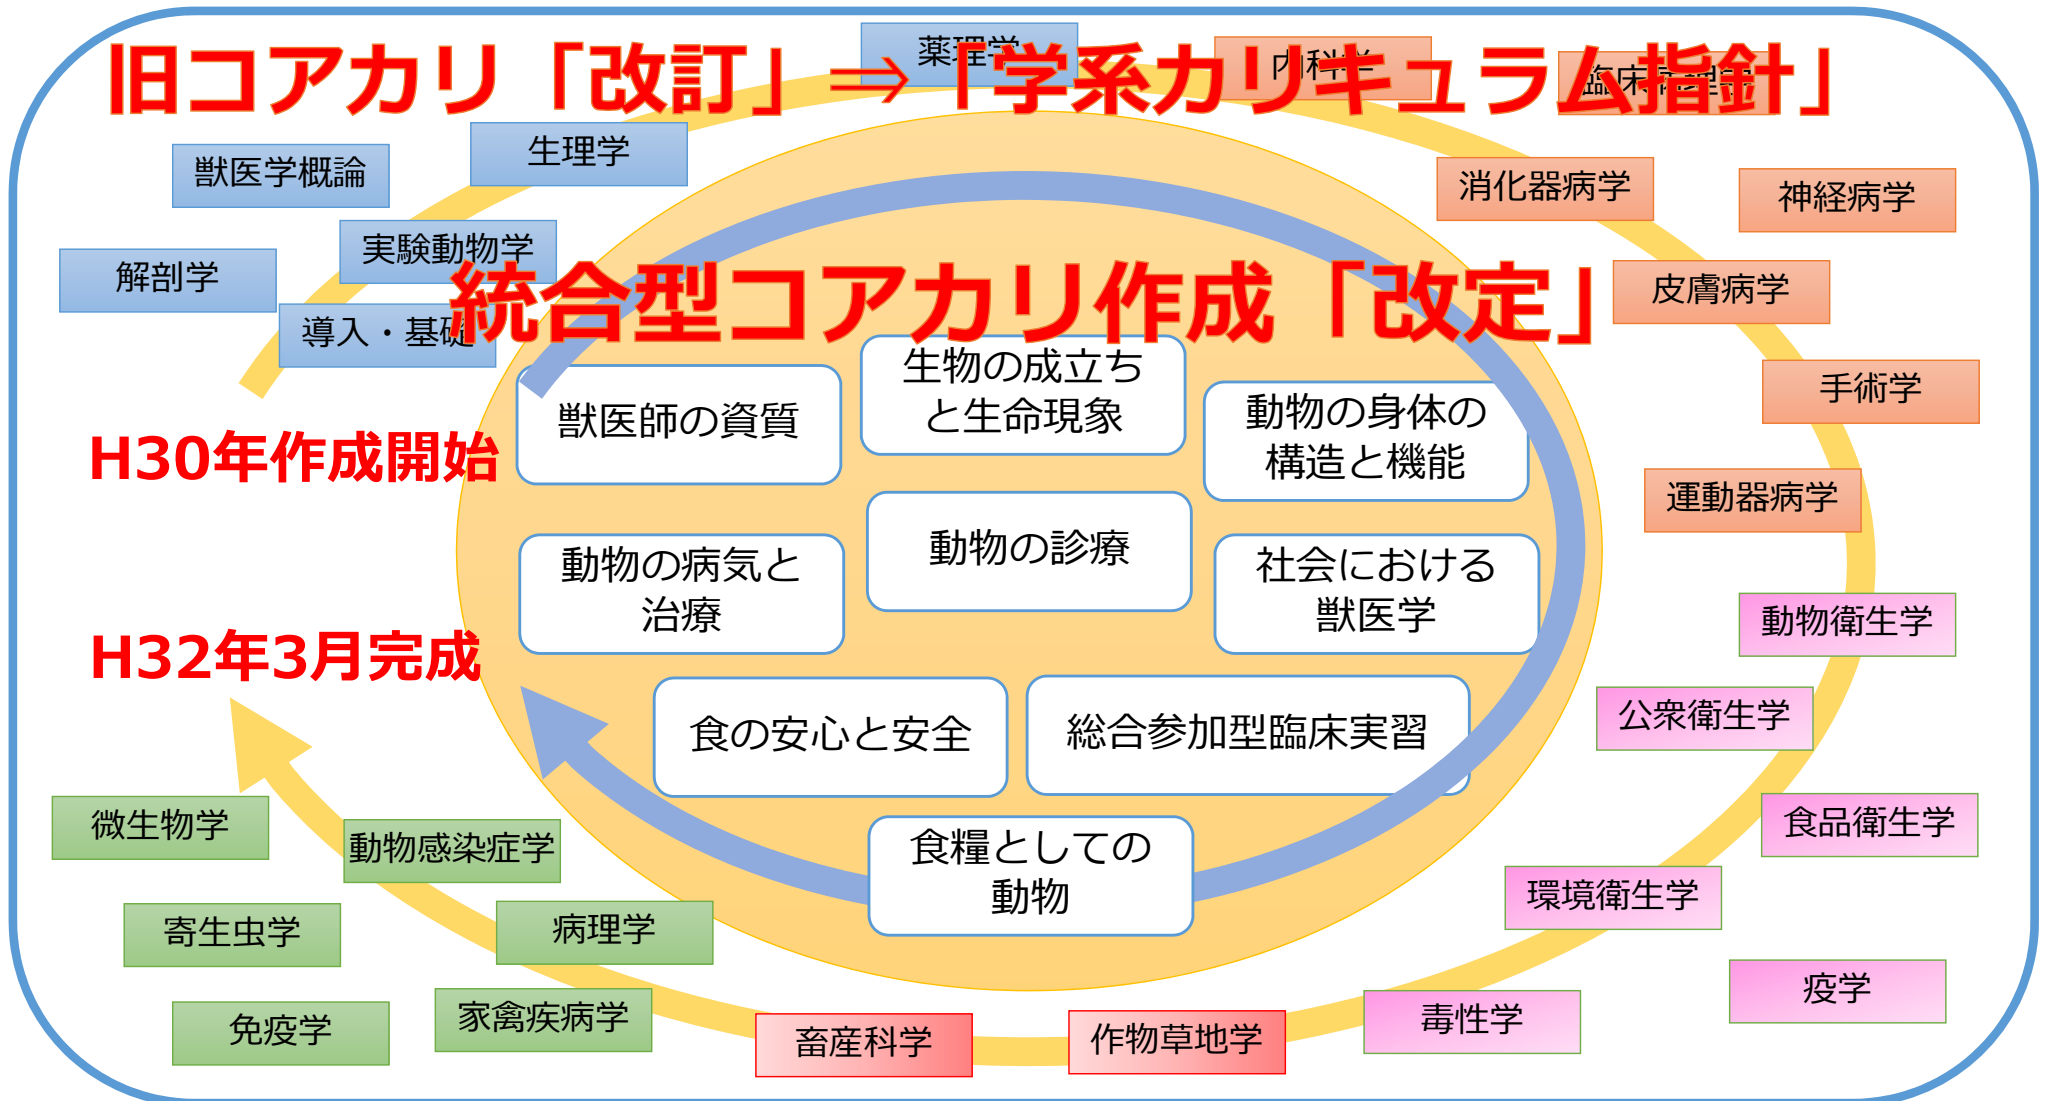 旧コアカリ「改訂」⇒「学系カリキュラム指針」
薬理学
内科学
臨床病理学
獣医学概論
生理学
消化器病学
神経病学
解剖学
実験動物学
皮膚病学
導入・基礎
統合型コアカリ作成「改定」
手術学
H30年作成開始
獣医師の資質
生物の成立ち
と生命現象
動物の身体の
構造と機能
運動器病学
動物の病気と
治療
動物の診療
社会における
獣医学
動物衛生学
H32年3月完成
公衆衛生学
食の安心と安全
総合参加型臨床実習
食品衛生学
微生物学
動物感染症学
食糧としての
動物
環境衛生学
寄生虫学
病理学
疫学
免疫学
家禽疾病学
畜産科学
作物草地学
毒性学